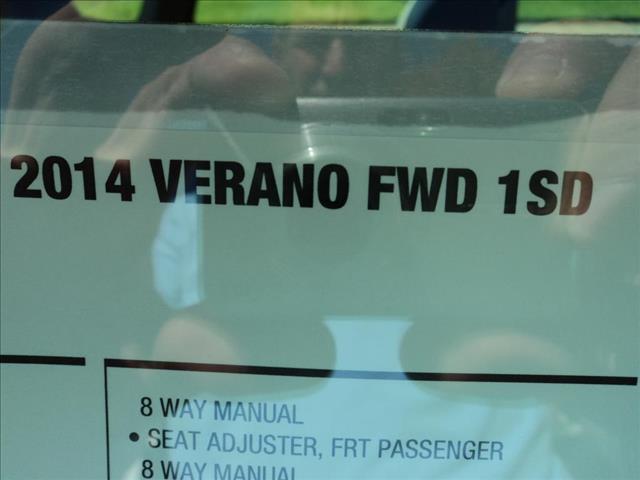 2014 VERANO FWD 1SD
8 WAY MANUAL
• SEAT ADJUSTER, FRT PASSENGER
8 WAY MANUAL